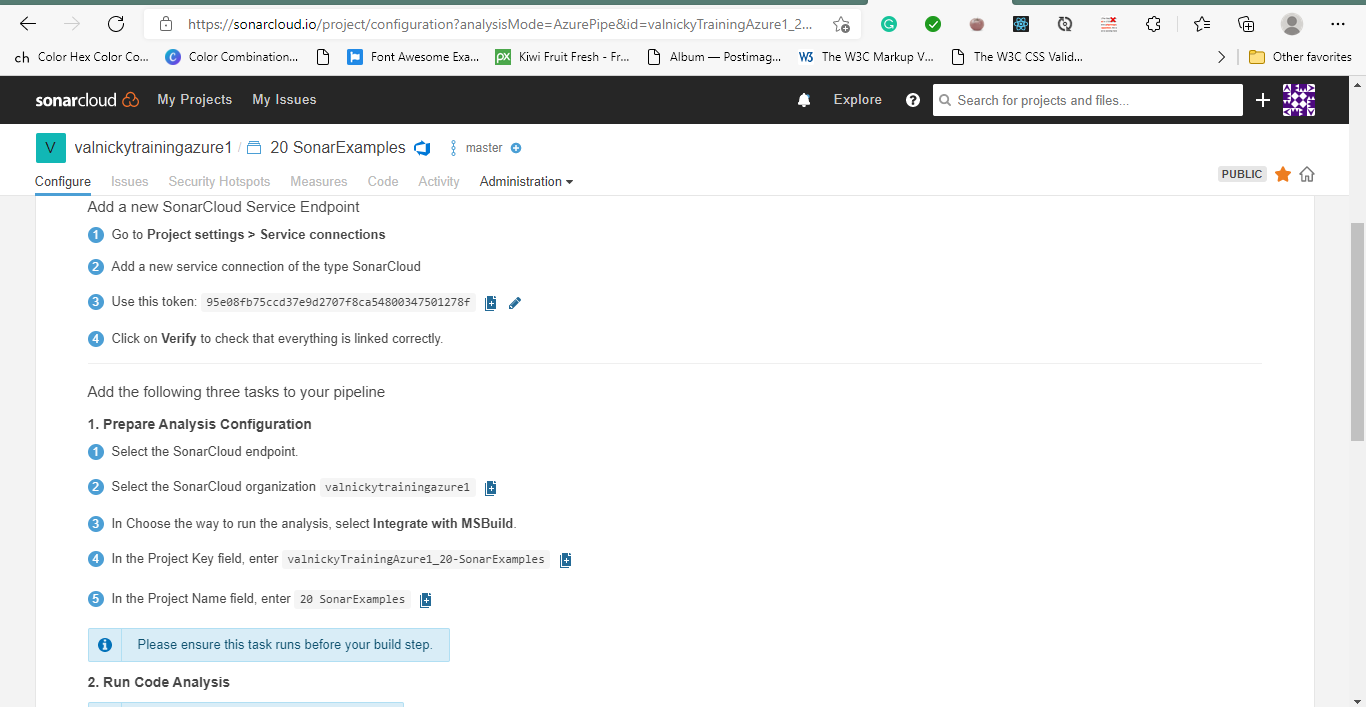 https://sonarcloud.io/project/configuration?analysisMode=AzurePipe&id=valnickyTrainingAzure1_2...
ch Color Hex Color Co... Color Combination... Font Awesome Exa... Kiwi Fruit Fresh - Fr... Album — Postimag... The W3C Markup V... The W3C CSS Valid... Other favorites
sonarcloud My Projects My Issues Explore Search for projects and files...
V valnickytrainingazure1 / 20 SonarExamples master
Configure Issues Security Hotspots Measures Code Activity Administration PUBLIC
Add a new SonarCloud Service Endpoint
1 Go to Project settings > Service connections
2 Add a new service connection of the type SonarCloud
3 Use this token: 95e08fb75ccd37e9d2707f8ca54800347501278f
4 Click on Verify to check that everything is linked correctly.
Add the following three tasks to your pipeline
1. Prepare Analysis Configuration
1 Select the SonarCloud endpoint.
2 Select the SonarCloud organization valnickytrainingazure1
3 In Choose the way to run the analysis, select Integrate with MSBuild.
4 In the Project Key field, enter valnickyTrainingAzure1_20-SonarExamples
5 In the Project Name field, enter 20 SonarExamples
Please ensure this task runs before your build step.
2. Run Code Analysis